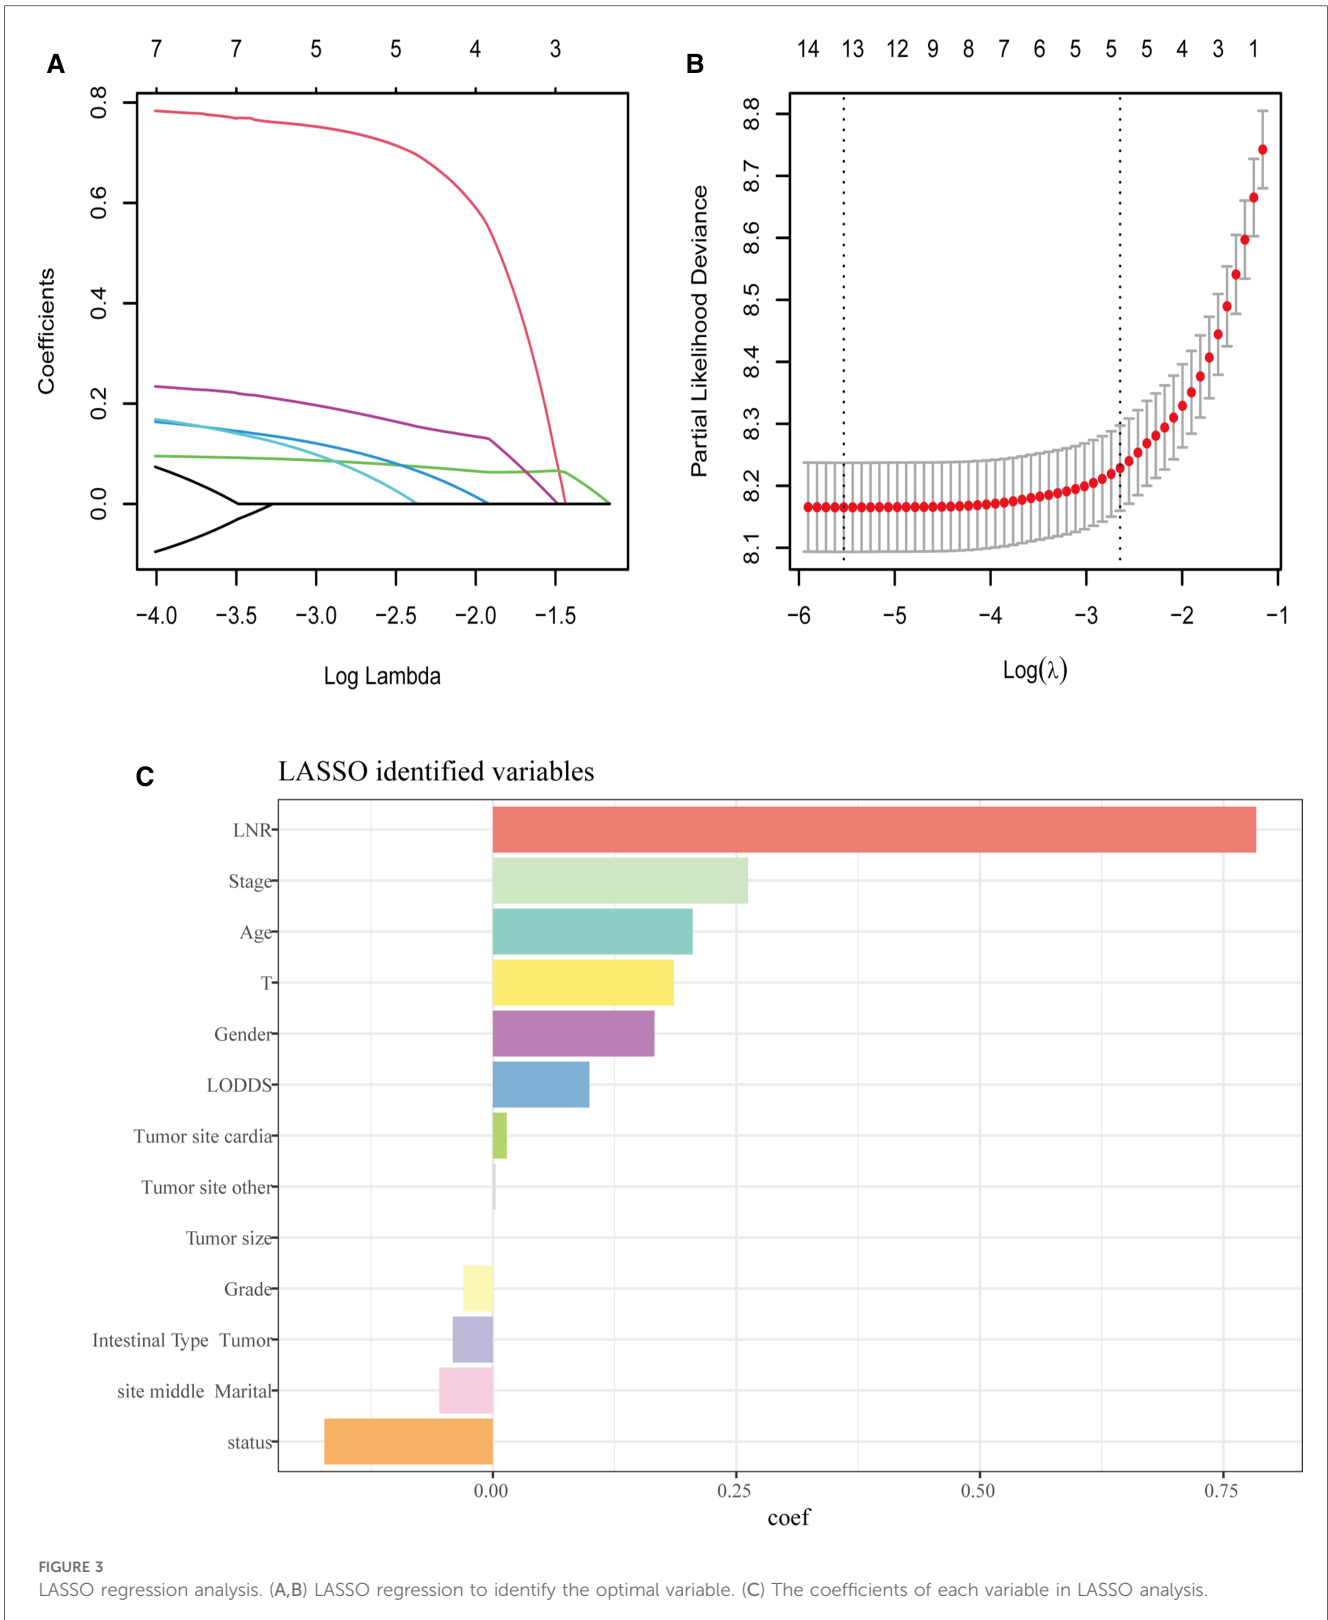 A
7 7 5 5 4 3
0.8
0.6
0.4
0.2
0.0
Coefficients
−4.0 −3.5 −3.0 −2.5 −2.0 −1.5
Log Lambda
B
14 13 12 9 8 7 6 5 5 5 4 3 1
8.8
8.7
8.6
8.5
8.4
8.3
8.2
8.1
Partial Likelihood Deviance
−6 −5 −4 −3 −2 −1
Log(λ)
C
LASSO identified variables
LNR
Stage
Age
T
Gender
LODDS
Tumor site cardia
Tumor site other
Tumor size
Grade
Intestinal Type Tumor
site middle Marital
status
0.00 0.25 0.50 0.75
coef
FIGURE 3
LASSO regression analysis. (A,B) LASSO regression to identify the optimal variable. (C) The coefficients of each variable in LASSO analysis.